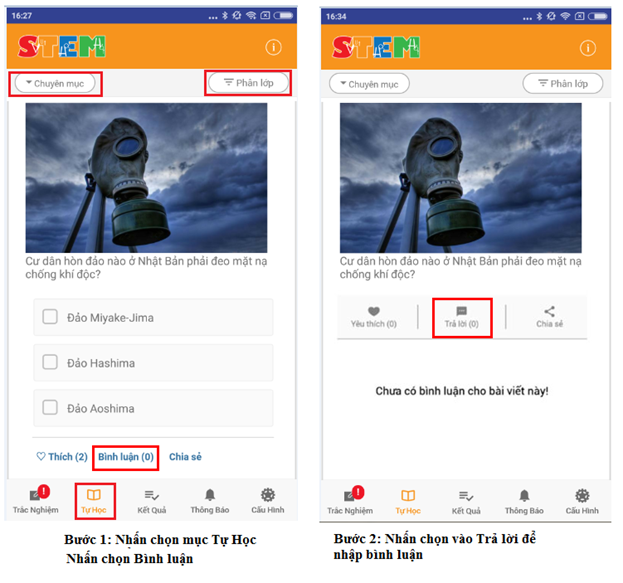 16:27
STEM
i
Chuyên mục
Phân lớp
Cư dân hòn đảo nào ở Nhật Bản phải đeo mặt nạ
chống khí độc?
Đảo Miyake-Jima
Đảo Hashima
Đảo Aoshima
Thích (2) Bình luận (0) Chia sẻ
!
Trắc Nghiệm Tự Học Kết Quả Thông Báo Cấu Hình
Bước 1: Nhấn chọn mục Tự Học
Nhấn chọn Bình luận
16:34
STEM
i
Chuyên mục
Phân lớp
Cư dân hòn đảo nào ở Nhật Bản phải đeo mặt nạ
chống khí độc?
Yêu thích (0) Trả lời (0) Chia sẻ
Chưa có bình luận cho bài viết này!
!
Trắc Nghiệm Tự Học Kết Quả Thông Báo Cấu Hình
Bước 2: Nhấn chọn vào Trả lời để
nhập bình luận